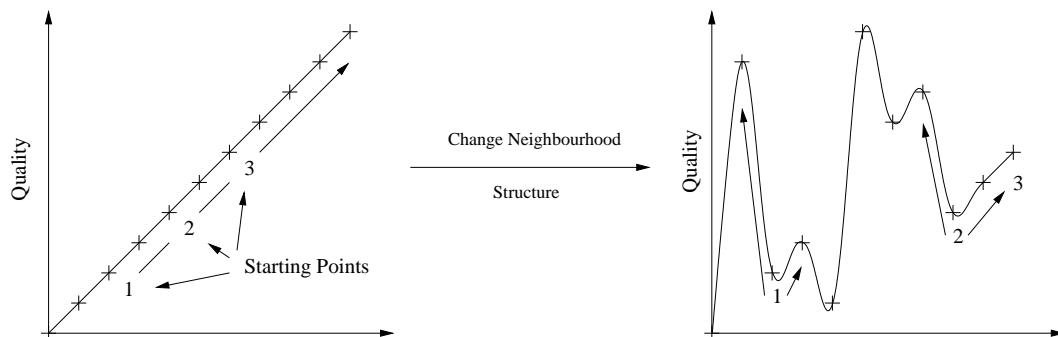 Quality
1
2
3
Starting Points
Change Neighbourhood
Structure
Quality
1
2
3